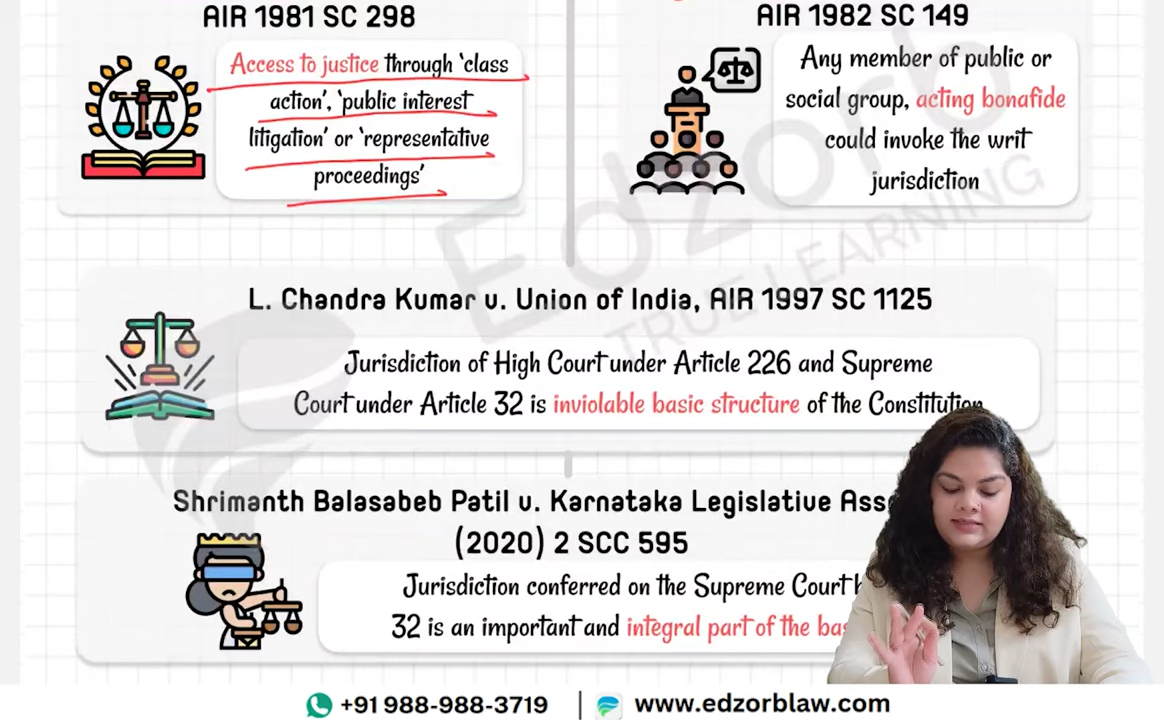 AIR 1981 SC 298
Access to justice through ‘class
action’, ‘public interest
litigation’ or ‘representative
proceedings’
AIR 1982 SC 149
Any member of public or
social group, acting bonafide
could invoke the writ
jurisdiction
L. Chandra Kumar v. Union of India, AIR 1997 SC 1125
Jurisdiction of High Court under Article 226 and Supreme
Court under Article 32 is inviolable basic structure of the Constitution
Shrimanth Balasabeb Patil v. Karnataka Legislative
(2020) 2 SCC 595
Jurisdiction conferred on the Supreme Court
32 is an important and integral part of the
Edzorb
TRUE LEARNING
+91 988-988-3719 | www.edzorblaw.com